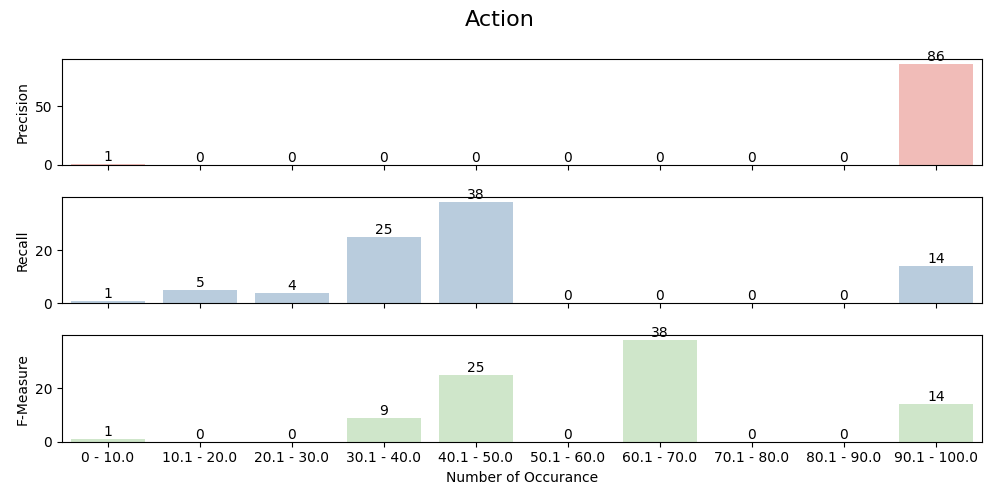 Action
Precision
50
0
1 0 0 0 0 0 0 0 0 86
Recall
20
0
1 5 4 25 38 0 0 0 0 14
F-Measure
20
0
1 0 0 9 25 0 38 0 0 14
0 - 10.0 10.1 - 20.0 20.1 - 30.0 30.1 - 40.0 40.1 - 50.0 50.1 - 60.0 60.1 - 70.0 70.1 - 80.0 80.1 - 90.0 90.1 - 100.0
Number of Occurance